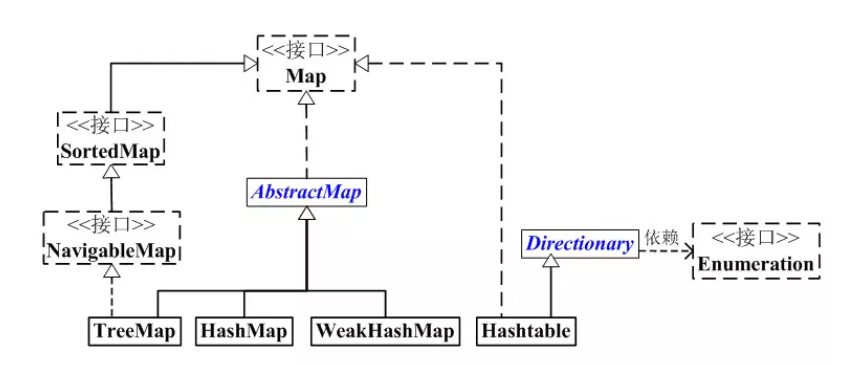 <<接口>>
Map
<<接口>>
SortedMap
AbstractMap
<<接口>>
NavigableMap
Directionary
依赖
<<接口>>
Enumeration
TreeMap
HashMap
WeakHashMap
Hashtable